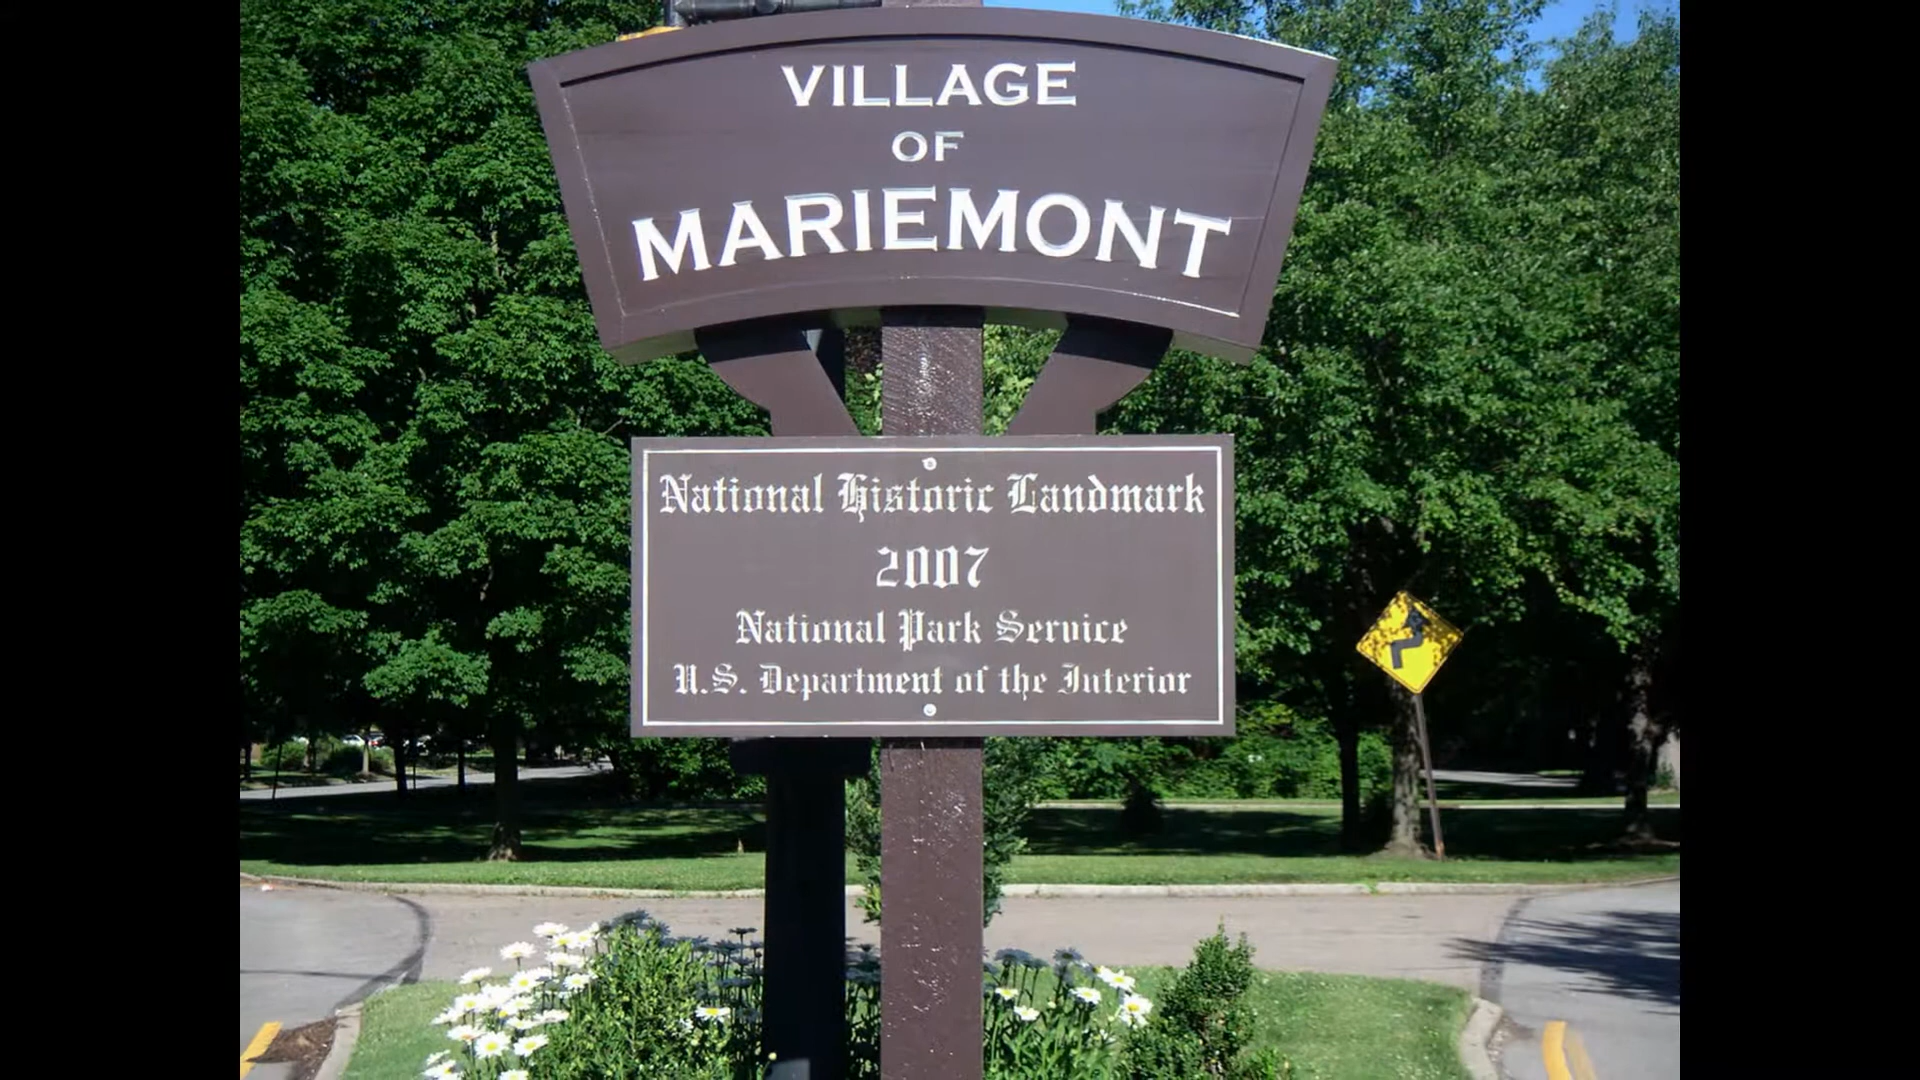 VILLAGE
OF
MARIEMONT
National Historic Landmark
2007
National Park Service
U.S. Department of the Interior